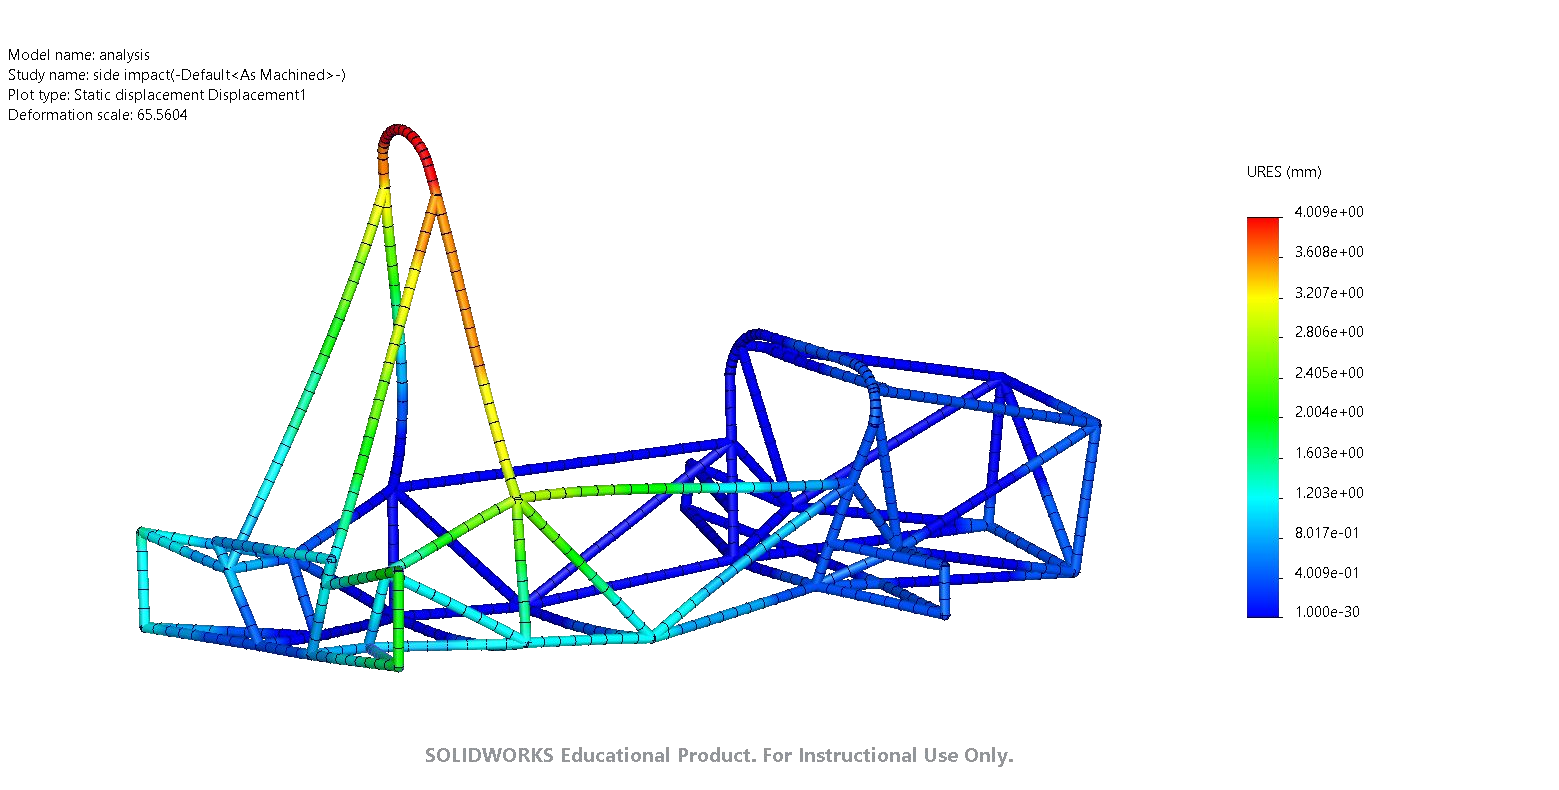 Model name: analysis
Study name: side impact(-Default<As Machined>-)
Plot type: Static displacement Displacement1
Deformation scale: 65.5604
URES (mm)
4.009e+00
3.608e+00
3.207e+00
2.806e+00
2.405e+00
2.004e+00
1.603e+00
1.203e+00
8.017e-01
4.009e-01
1.000e-30
SOLIDWORKS Educational Product. For Instructional Use Only.